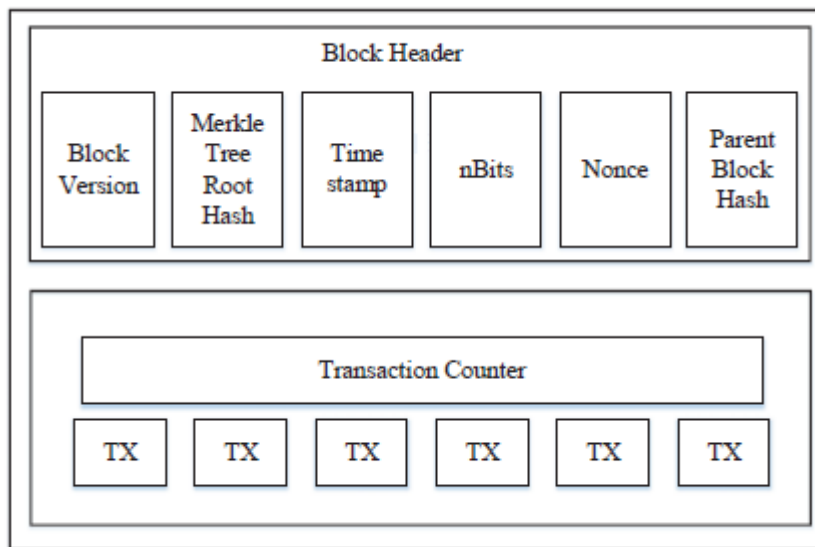 Block Header
Block
Version
Merkle
Tree
Root
Hash
Time
stamp
nBits
Nonce
Parent
Block
Hash
Transaction Counter
TX TX TX TX TX TX